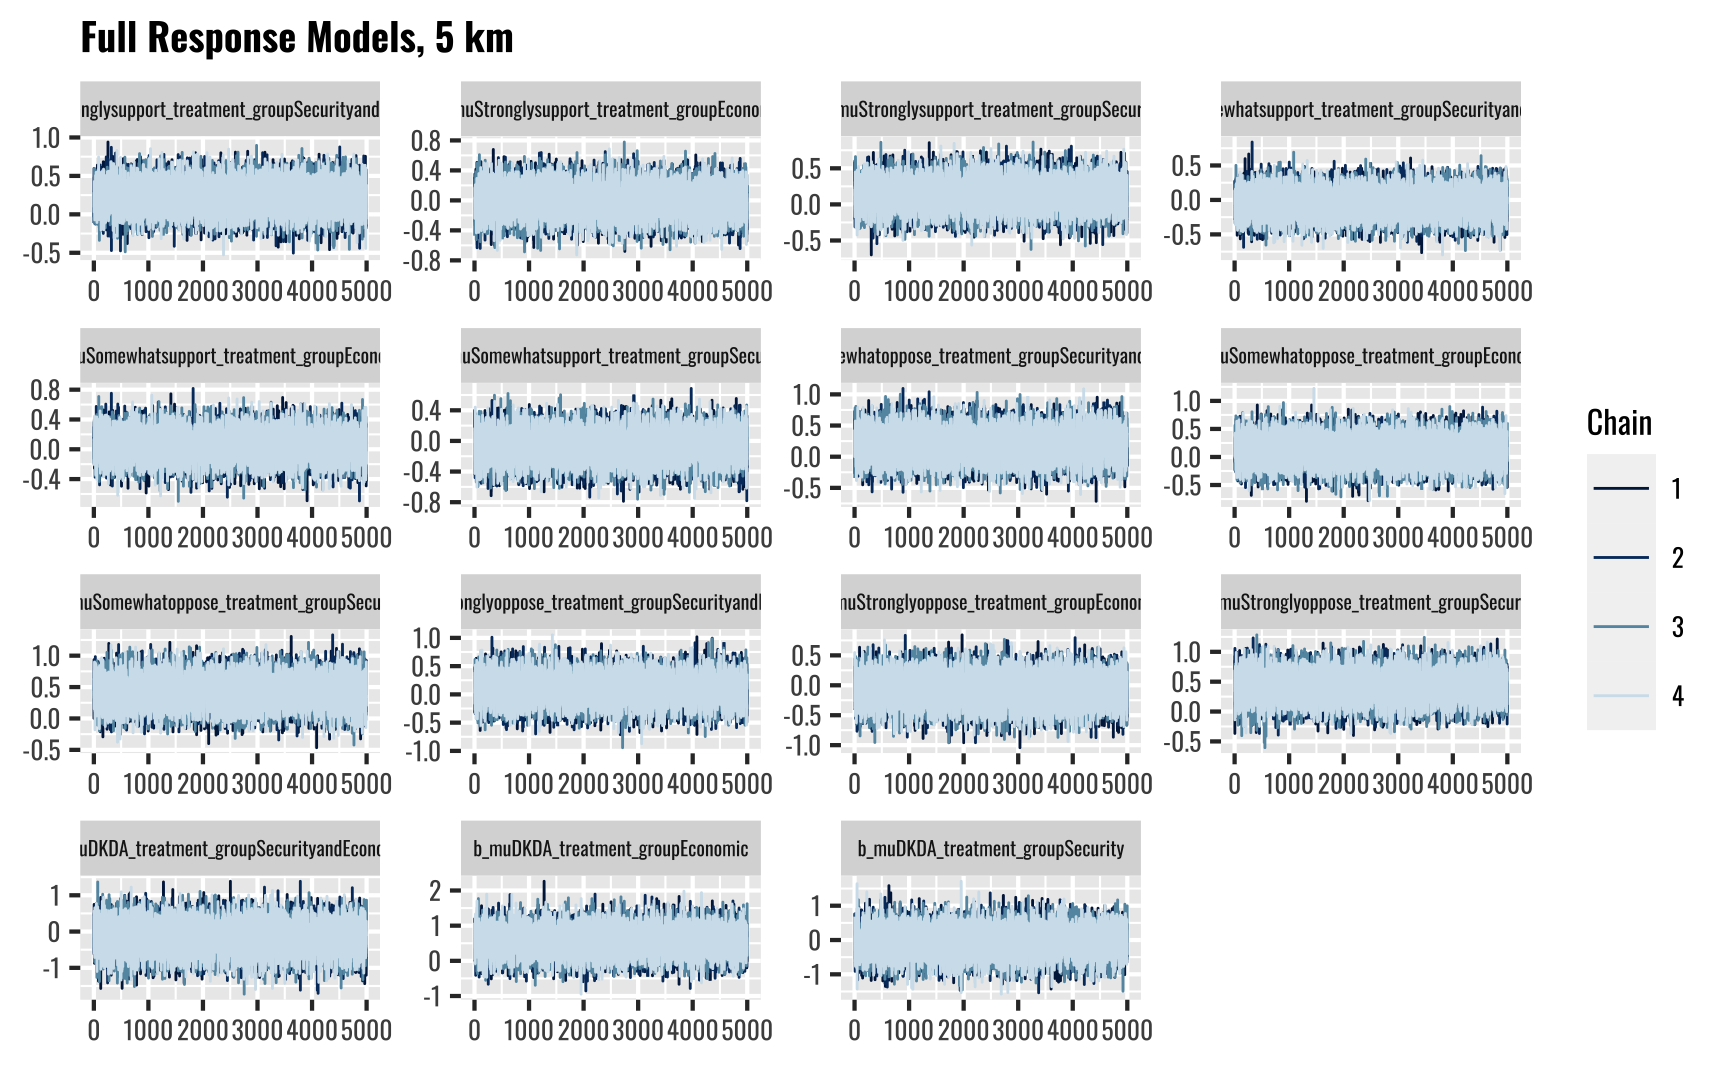 Full Response Models, 5 km
nglysupport_treatment_groupSecurityand
muStronglysupport_treatment_groupEcono
muStronglysupport_treatment_groupSecur
ewhatsupport_treatment_groupSecurityand
1.0
0.5
0.0
-0.5
0.8
0.4
0.0
-0.4
-0.8
0.5
0.0
-0.5
0.5
0.0
-0.5
0 1000 2000 3000 4000 5000
0 1000 2000 3000 4000 5000
0 1000 2000 3000 4000 5000
0 1000 2000 3000 4000 5000
uSomewhatsupport_treatment_groupEcono
uSomewhatsupport_treatment_groupSecu
ewhatoppose_treatment_groupSecurityand
uSomewhatoppose_treatment_groupEcono
0.8
0.4
0.0
-0.4
0.4
0.0
-0.4
-0.8
1.0
0.5
0.0
-0.5
1.0
0.5
0.0
-0.5
0 1000 2000 3000 4000 5000
0 1000 2000 3000 4000 5000
0 1000 2000 3000 4000 5000
0 1000 2000 3000 4000 5000
muSomewhatoppose_treatment_groupSecu
onglyoppose_treatment_groupSecurityandE
muStronglyoppose_treatment_groupEconon
muStronglyoppose_treatment_groupSecur
1.0
0.5
0.0
-0.5
1.0
0.5
0.0
-0.5
-1.0
0.5
0.0
-0.5
-1.0
1.0
0.5
0.0
-0.5
0 1000 2000 3000 4000 5000
0 1000 2000 3000 4000 5000
0 1000 2000 3000 4000 5000
0 1000 2000 3000 4000 5000
uDKDA_treatment_groupSecurityandEcono
b_muDKDA_treatment_groupEconomic
b_muDKDA_treatment_groupSecurity
1
0
-1
2
1
0
-1
1
0
-1
0 1000 2000 3000 4000 5000
0 1000 2000 3000 4000 5000
0 1000 2000 3000 4000 5000
Chain
1
2
3
4